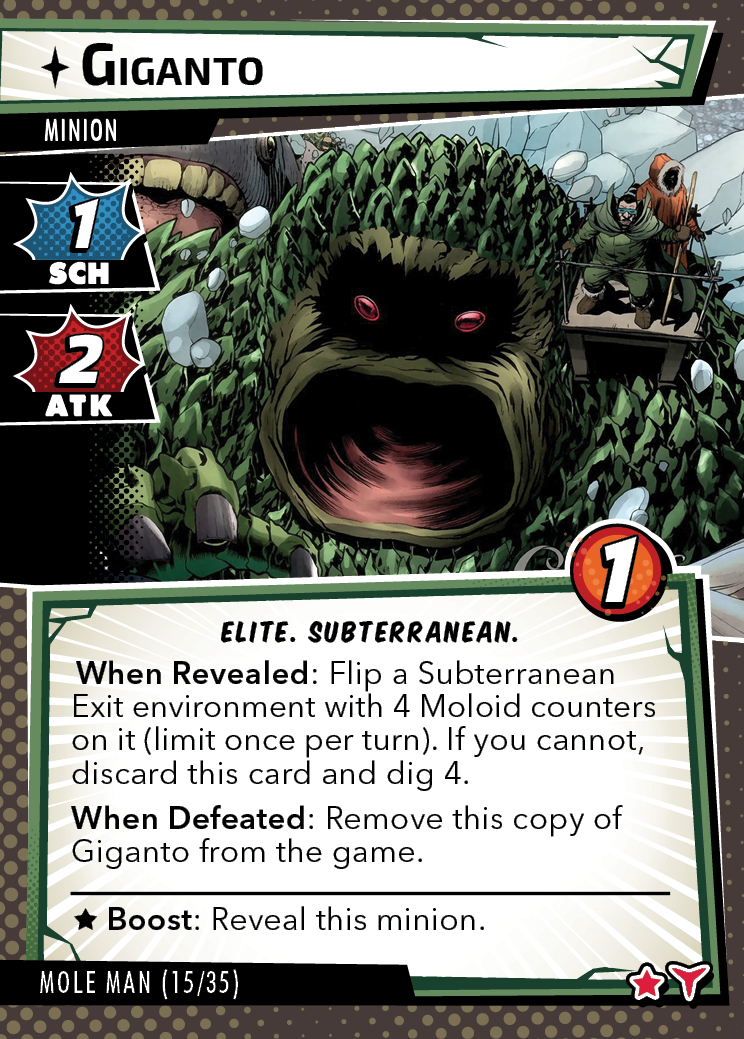 Giganto
MINION
1
SCH
2
ATK
1
ELITE. SUBTERRANEAN.
When Revealed: Flip a Subterranean
Exit environment with 4 Moloid counters
on it (limit once per turn). If you cannot,
discard this card and dig 4.
When Defeated: Remove this copy of
Giganto from the game.
★ Boost: Reveal this minion.
MOLE MAN (15/35)